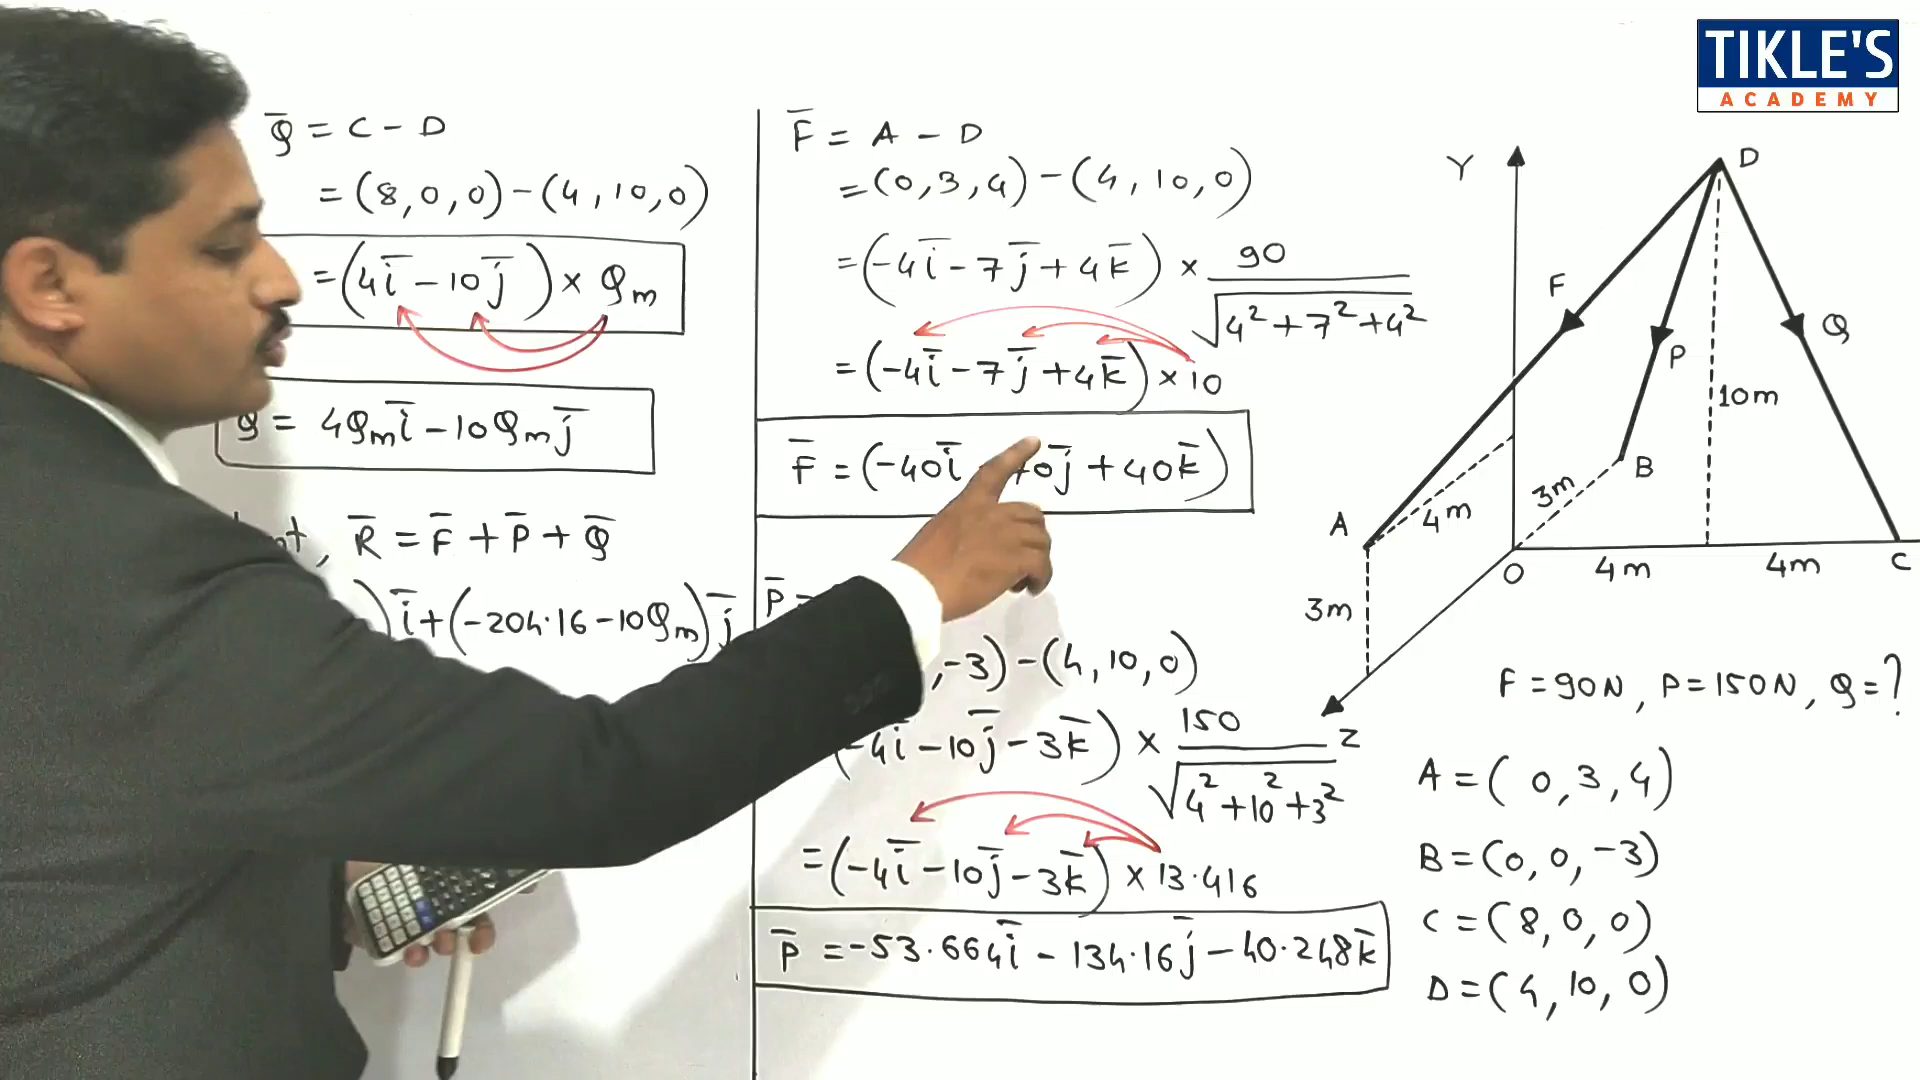 TIKLE'S
ACADEMY
Q̅ = C - D
= (8, 0, 0) - (4, 10, 0)
= (4i̅ - 10j̅) × Qm
Q̅ = 4Qm i̅ - 10Qm j̅
, R̅ = F̅ + P̅ + Q̅
) i̅ + (-204.16 - 10Qm) j̅
F̅ = A - D
= (0, 3, 4) - (4, 10, 0)
= (-4i̅ - 7j̅ + 4k̅) × 90 / √4² + 7² + 4²
= (-4i̅ - 7j̅ + 4k̅) × 10
F̅ = (-40i̅ 0j̅ + 40k̅)
P̅ =
, -3) - (4, 10, 0)
-4i̅ - 10j̅ - 3k̅) × 150 / √4² + 10² + 3²
= (-4i̅ - 10j̅ - 3k̅) × 13.416
P̅ = -53.664i̅ - 134.16j̅ - 40.248k̅
Y
D
F
P
Q
10m
A
4m
3m
B
3m
O
4m
4m
C
Z
F = 90N, P = 150N, Q = ?
A = (0, 3, 4)
B = (0, 0, -3)
C = (8, 0, 0)
D = (4, 10, 0)